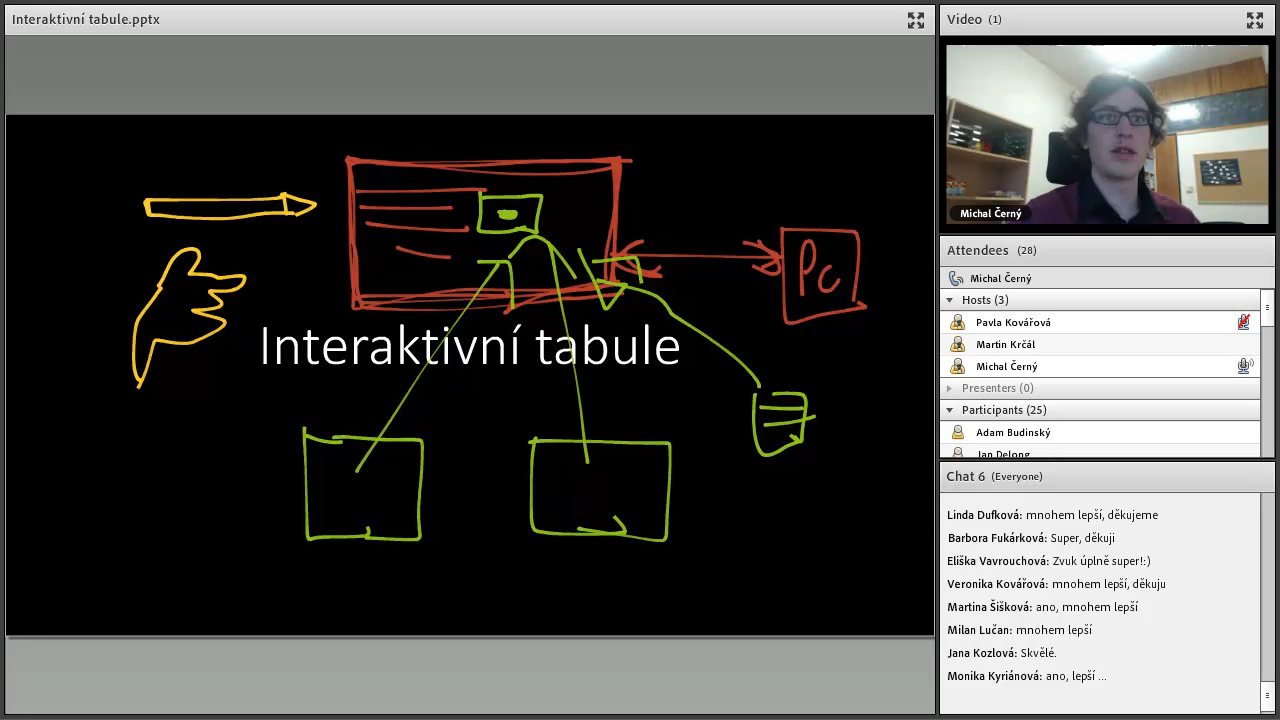 Interaktivní tabule.pptx
PC
Interaktivní tabule
Video (1)
Michal Černý
Attendees (28)
Michal Černý
Hosts (3)
Pavla Kovářová
Martin Krčál
Michal Černý
Presenters (0)
Participants (25)
Adam Budinský
Jan Delong
Chat 6 (Everyone)
Linda Dufková: mnohem lepší, děkujeme
Barbora Fukárková: Super, děkuji
Eliška Vavrouchová: Zvuk úplně super!:)
Veronika Kovářová: mnohem lepší, děkuju
Martina Šišková: ano, mnohem lepší
Milan Lučan: mnohem lepší
Jana Kozlová: Skvělé.
Monika Kyriánová: ano, lepší ...